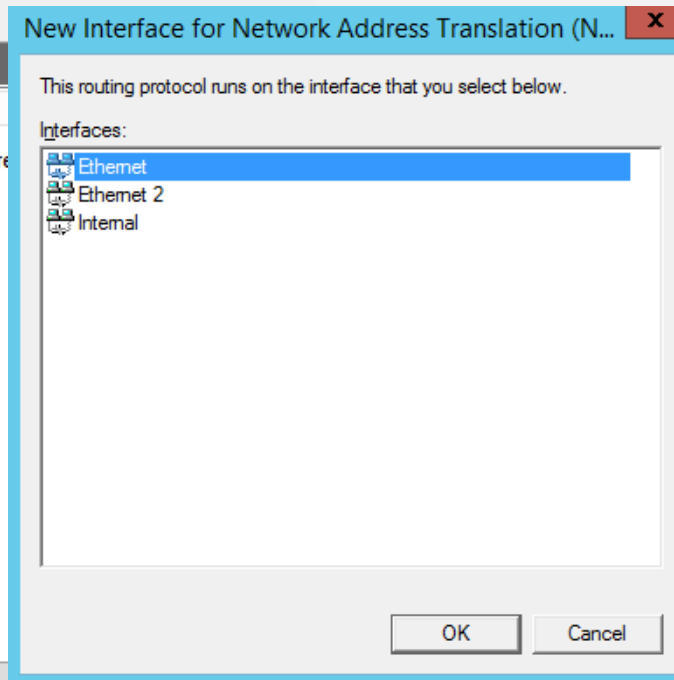 New Interface for Network Address Translation (N...
x
This routing protocol runs on the interface that you select below.
Interfaces:
Ethernet
Ethernet 2
Internal
OK
Cancel